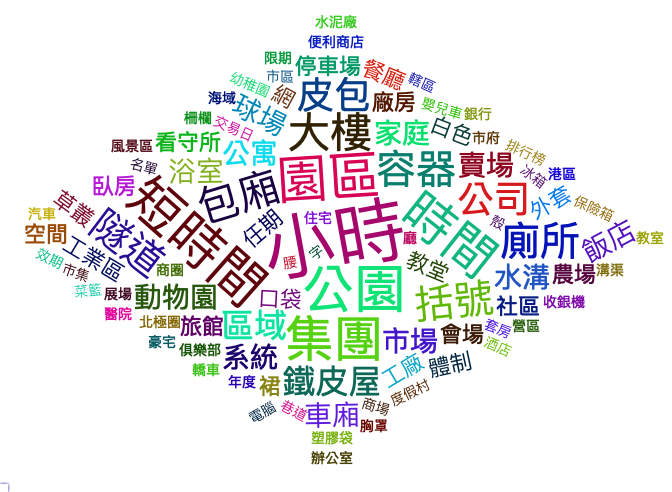 水泥廠
便利商店
限期
停車場
餐廳
轄區
市區
幼稚園
網
皮包
廠房
嬰兒車
銀行
海域
球場
大樓
家庭
白色
市府
柵欄
交易日
看守所
風景區
公寓
排行榜
名單
浴室
園區
容器
賣場
冰箱
港區
臥房
包廂
公司
外套
保險箱
草叢
短時間
任期
住宅
小時
時間
殼
廁所
飯店
教室
汽車
空間
隧道
廳
字
腰
教堂
效期
工業區
市集
商圈
公園
水溝
農場
溝渠
菜籃
展場
動物園
口袋
括號
社區
收銀機
醫院
北極圈
旅館
區域
集團
市場
會場
套房
營區
豪宅
俱樂部
系統
酒店
轎車
年度
裙
鐵皮屋
工廠
體制
度假村
電腦
巷道
車廂
商場
胸罩
塑膠袋
辦公室